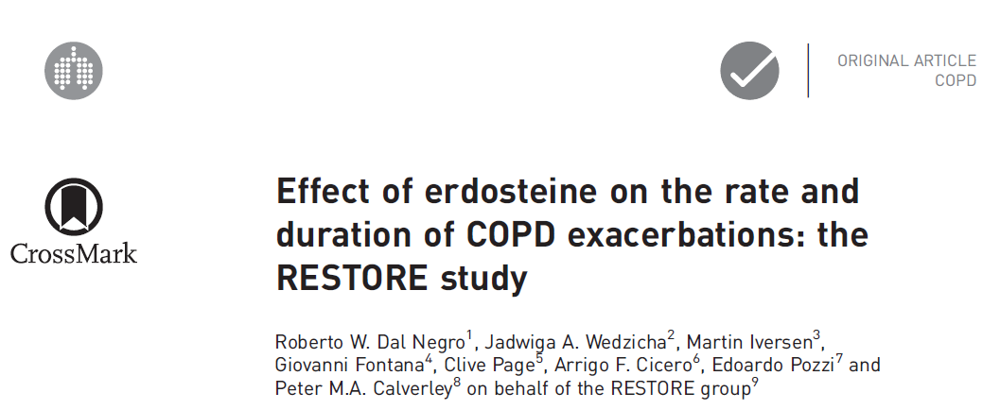 ORIGINAL ARTICLE
COPD
CrossMark
Effect of erdosteine on the rate and
duration of COPD exacerbations: the
RESTORE study
Roberto W. Dal Negro1, Jadwiga A. Wedzicha2, Martin Iversen3,
Giovanni Fontana4, Clive Page5, Arrigo F. Cicero6, Edoardo Pozzi7 and
Peter M.A. Calverley8 on behalf of the RESTORE group9